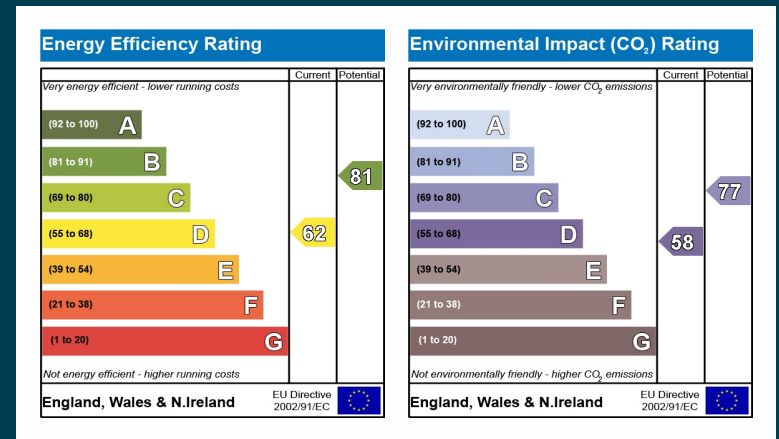 Energy Efficiency Rating
Current Potential
Very energy efficient - lower running costs
(92 to 100) A
(81 to 91) B
81
(69 to 80) C
(55 to 68) D
62
(39 to 54) E
(21 to 38) F
(1 to 20) G
Not energy efficient - higher running costs
England, Wales & N.Ireland
EU Directive
2002/91/EC
Environmental Impact (CO₂) Rating
Current Potential
Very environmentally friendly - lower CO₂ emissions
(92 to 100) A
(81 to 91) B
(69 to 80) C
77
(55 to 68) D
58
(39 to 54) E
(21 to 38) F
(1 to 20) G
Not environmentally friendly - higher CO₂ emissions
England, Wales & N.Ireland
EU Directive
2002/91/EC